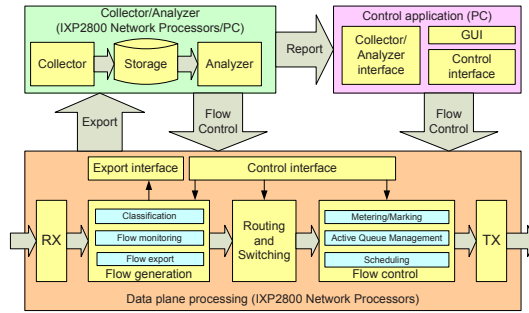 Collector/Analyzer
(IXP2800 Network Processors/PC)
Collector
Storage
Analyzer
Report
Control application (PC)
Collector/
Analyzer
interface
GUI
Control
interface
Export
Flow
Control
Flow
Control
Export interface
Control interface
RX
Classification
Flow monitoring
Flow export
Flow generation
Routing
and
Switching
Metering/Marking
Active Queue Management
Scheduling
Flow control
TX
Data plane processing (IXP2800 Network Processors)